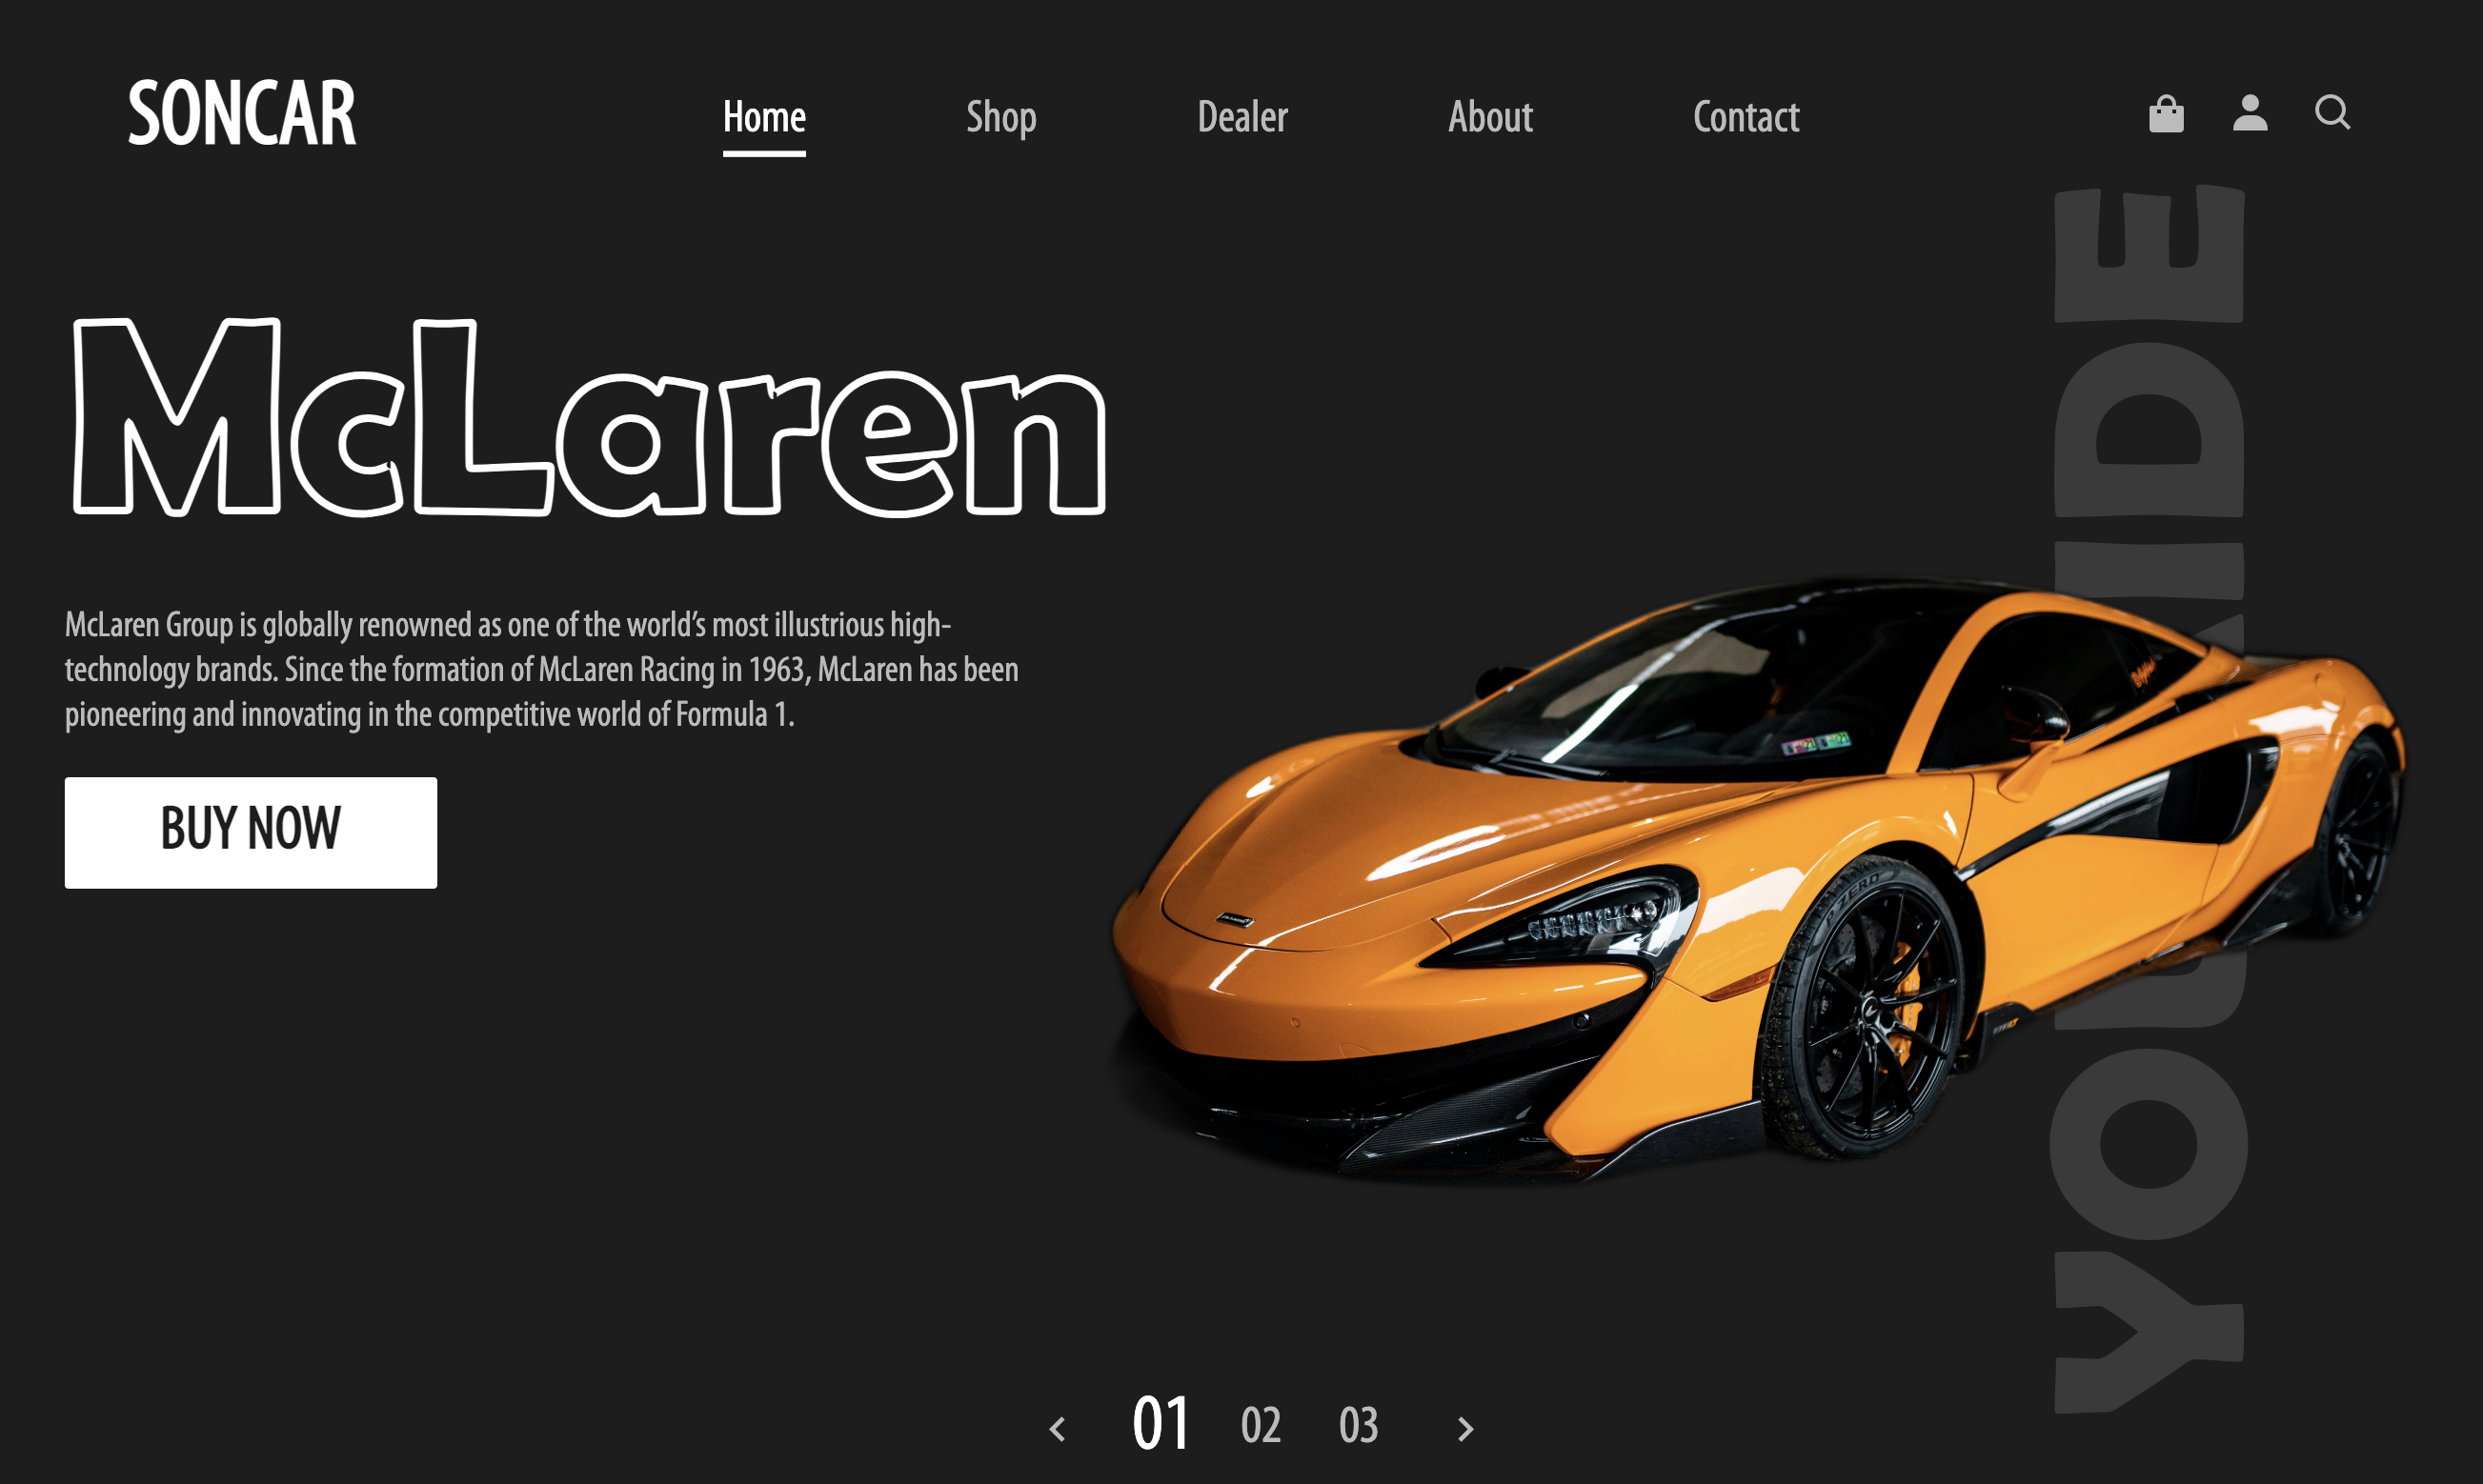 SONCAR
Home
Shop
Dealer
About
Contact
McLaren
McLaren Group is globally renowned as one of the world's most illustrious high-
technology brands. Since the formation of McLaren Racing in 1963, McLaren has been
pioneering and innovating in the competitive world of Formula 1.
BUY NOW
P ZERO
01
02
03